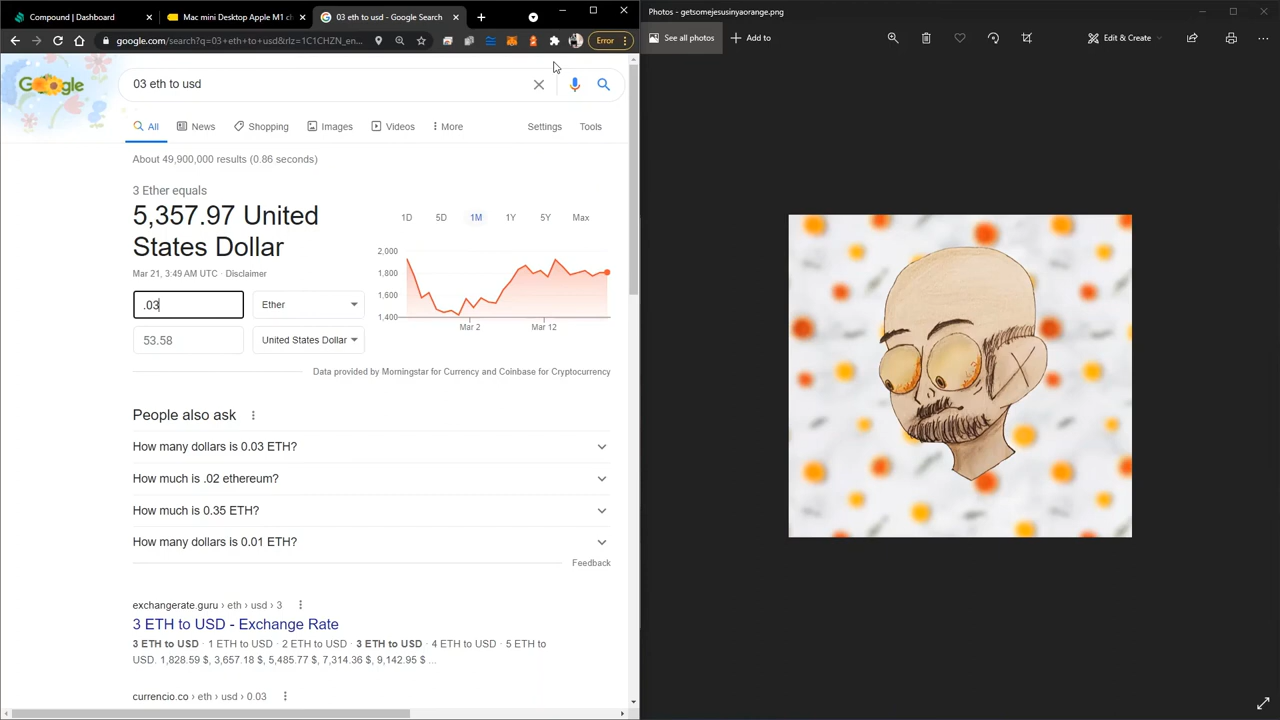 Compound | Dashboard
Mac mini Desktop Apple M1 ch
03 eth to usd - Google Search
google.com/search?q=03+eth+to+usd&rlz=1C1CHZN_en...
Error
Google
03 eth to usd
All
News
Shopping
Images
Videos
More
Settings
Tools
About 49,900,000 results (0.86 seconds)
3 Ether equals
5,357.97 United
States Dollar
Mar 21, 3:49 AM UTC · Disclaimer
.03
Ether
53.58
United States Dollar
1D
5D
1M
1Y
5Y
Max
2,000
1,800
1,600
1,400
Mar 2
Mar 12
Data provided by Morningstar for Currency and Coinbase for Cryptocurrency
People also ask
How many dollars is 0.03 ETH?
How much is .02 ethereum?
How much is 0.35 ETH?
How many dollars is 0.01 ETH?
Feedback
exchangerate.guru › eth › usd › 3
3 ETH to USD - Exchange Rate
3 ETH to USD · 1 ETH to USD · 2 ETH to USD · 3 ETH to USD · 4 ETH to USD · 5 ETH to
USD. 1,828.59 $, 3,657.18 $, 5,485.77 $, 7,314.36 $, 9,142.95 $ ...
currencio.co › eth › usd › 0.03
Photos - getsomejesusinyaorange.png
See all photos
Add to
Edit & Create